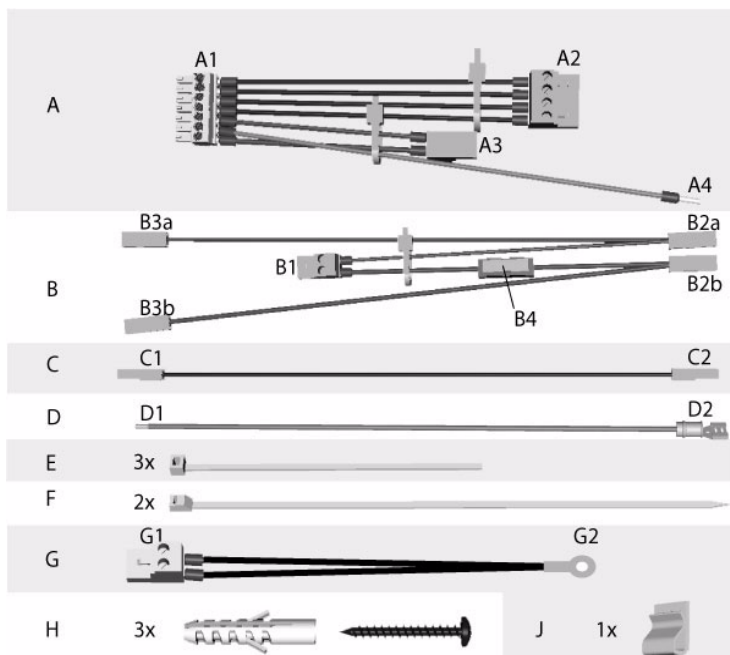 A A1 A2 A3 A4
B B3a B2a B1 B2b B3b B4
C C1 C2
D D1 D2
E 3x
F 2x
G G1 G2
H 3x J 1x